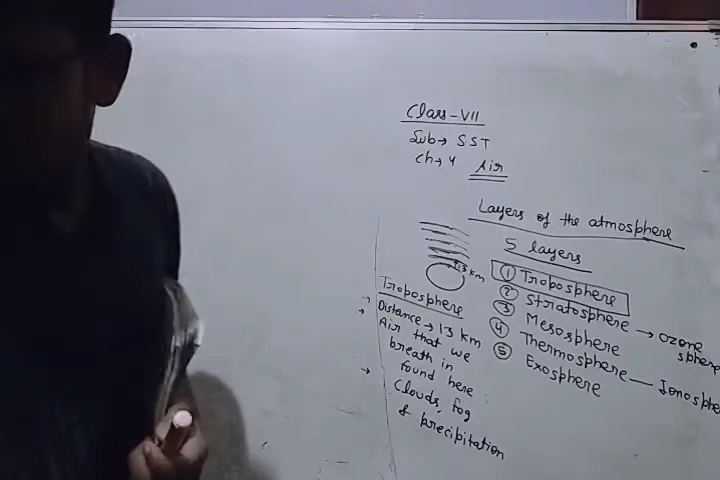 Class - VII
Sub → SST
Ch → 4 Air
Layers of the atmosphere
5 layers
13 km
① Troposphere
② Stratosphere → ozone sphere
③ Mesosphere
④ Thermosphere — Ionosphe
⑤ Exosphere
Troposphere
→ Distance → 13 km
→ Air that we
breath in
found here
→ Clouds, fog
& precipitation